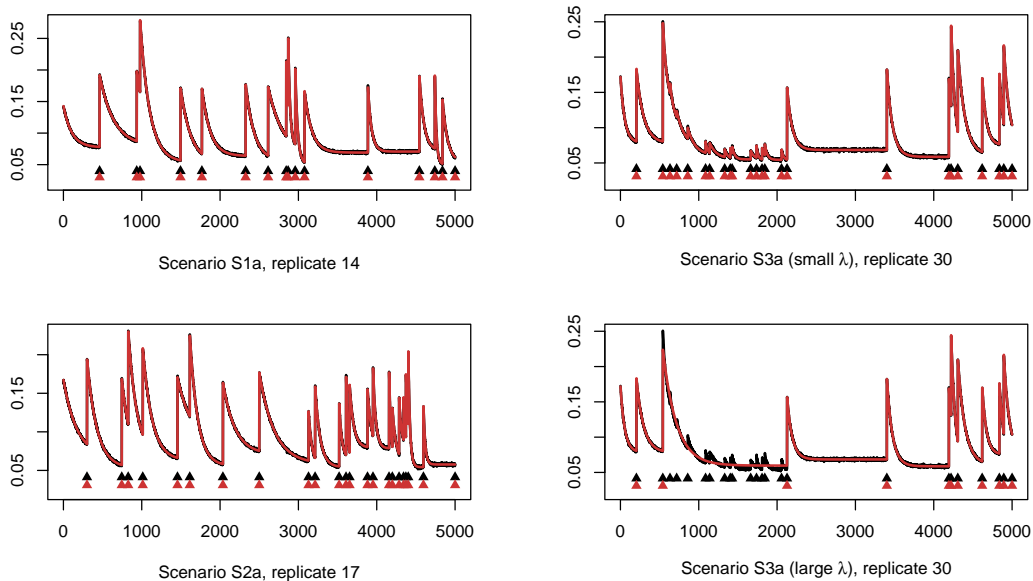 0.25
0.15
0.05
0 1000 2000 3000 4000 5000
Scenario S1a, replicate 14
0.25
0.15
0.05
0 1000 2000 3000 4000 5000
Scenario S3a (small λ), replicate 30
0.15
0.05
0 1000 2000 3000 4000 5000
Scenario S2a, replicate 17
0.25
0.15
0.05
0 1000 2000 3000 4000 5000
Scenario S3a (large λ), replicate 30